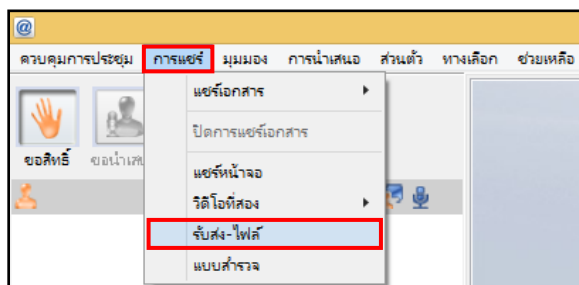 ควบคุมการประชุม การแชร์ มุมมอง การนำเสนอ ส่วนตัว ทางเลือก ช่วยเหลือ
แชร์เอกสาร
ปิดการแชร์เอกสาร
ขอสิทธิ์ ขอนำเสน
แชร์หน้าจอ
วิดีโอที่สอง
รับส่ง-ไฟล์
แบบสำรวจ